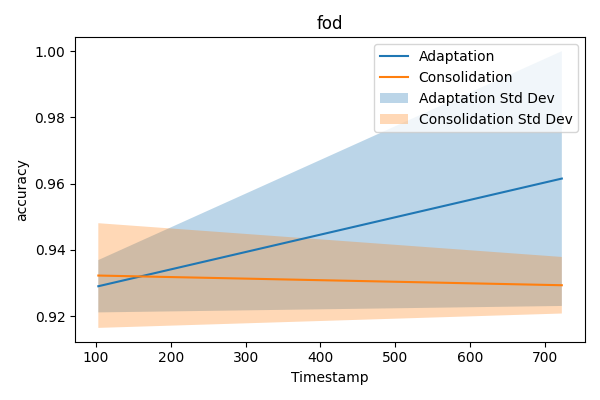 fod
1.00
0.98
0.96
0.94
0.92
accuracy
Adaptation
Consolidation
Adaptation Std Dev
Consolidation Std Dev
100 200 300 400 500 600 700
Timestamp